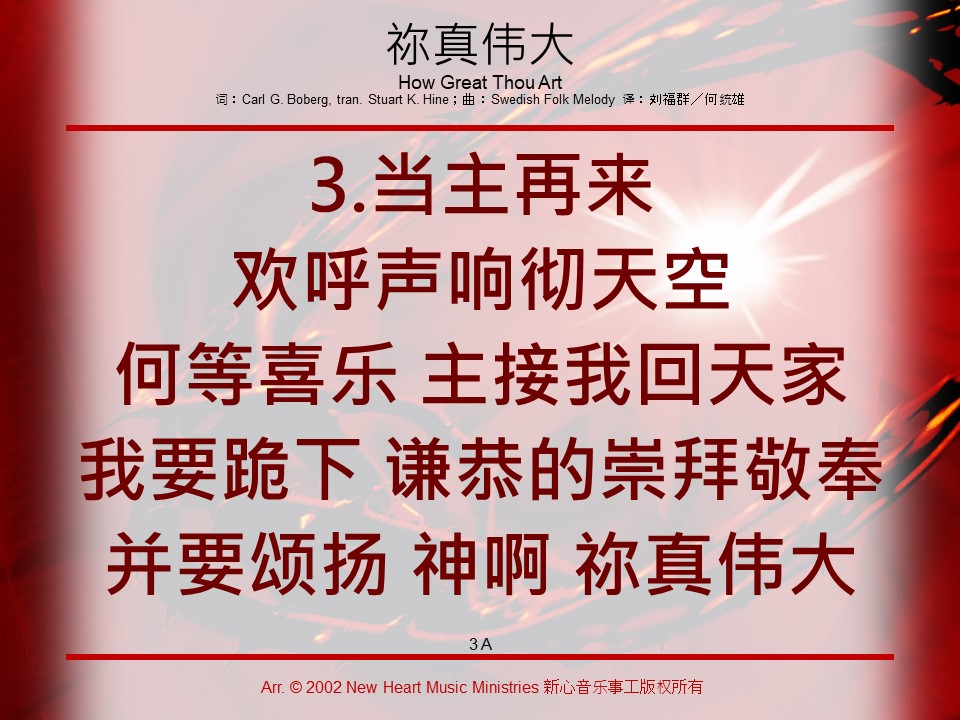 祢真伟大
How Great Thou Art
词：Carl G. Boberg, tran. Stuart K. Hine；曲：Swedish Folk Melody 译：刘福群／何统雄
3.当主再来
欢呼声响彻天空
何等喜乐 主接我回天家
我要跪下 谦恭的崇拜敬奉
并要颂扬 神啊 祢真伟大
3 A
Arr. © 2002 New Heart Music Ministries 新心音乐事工版权所有